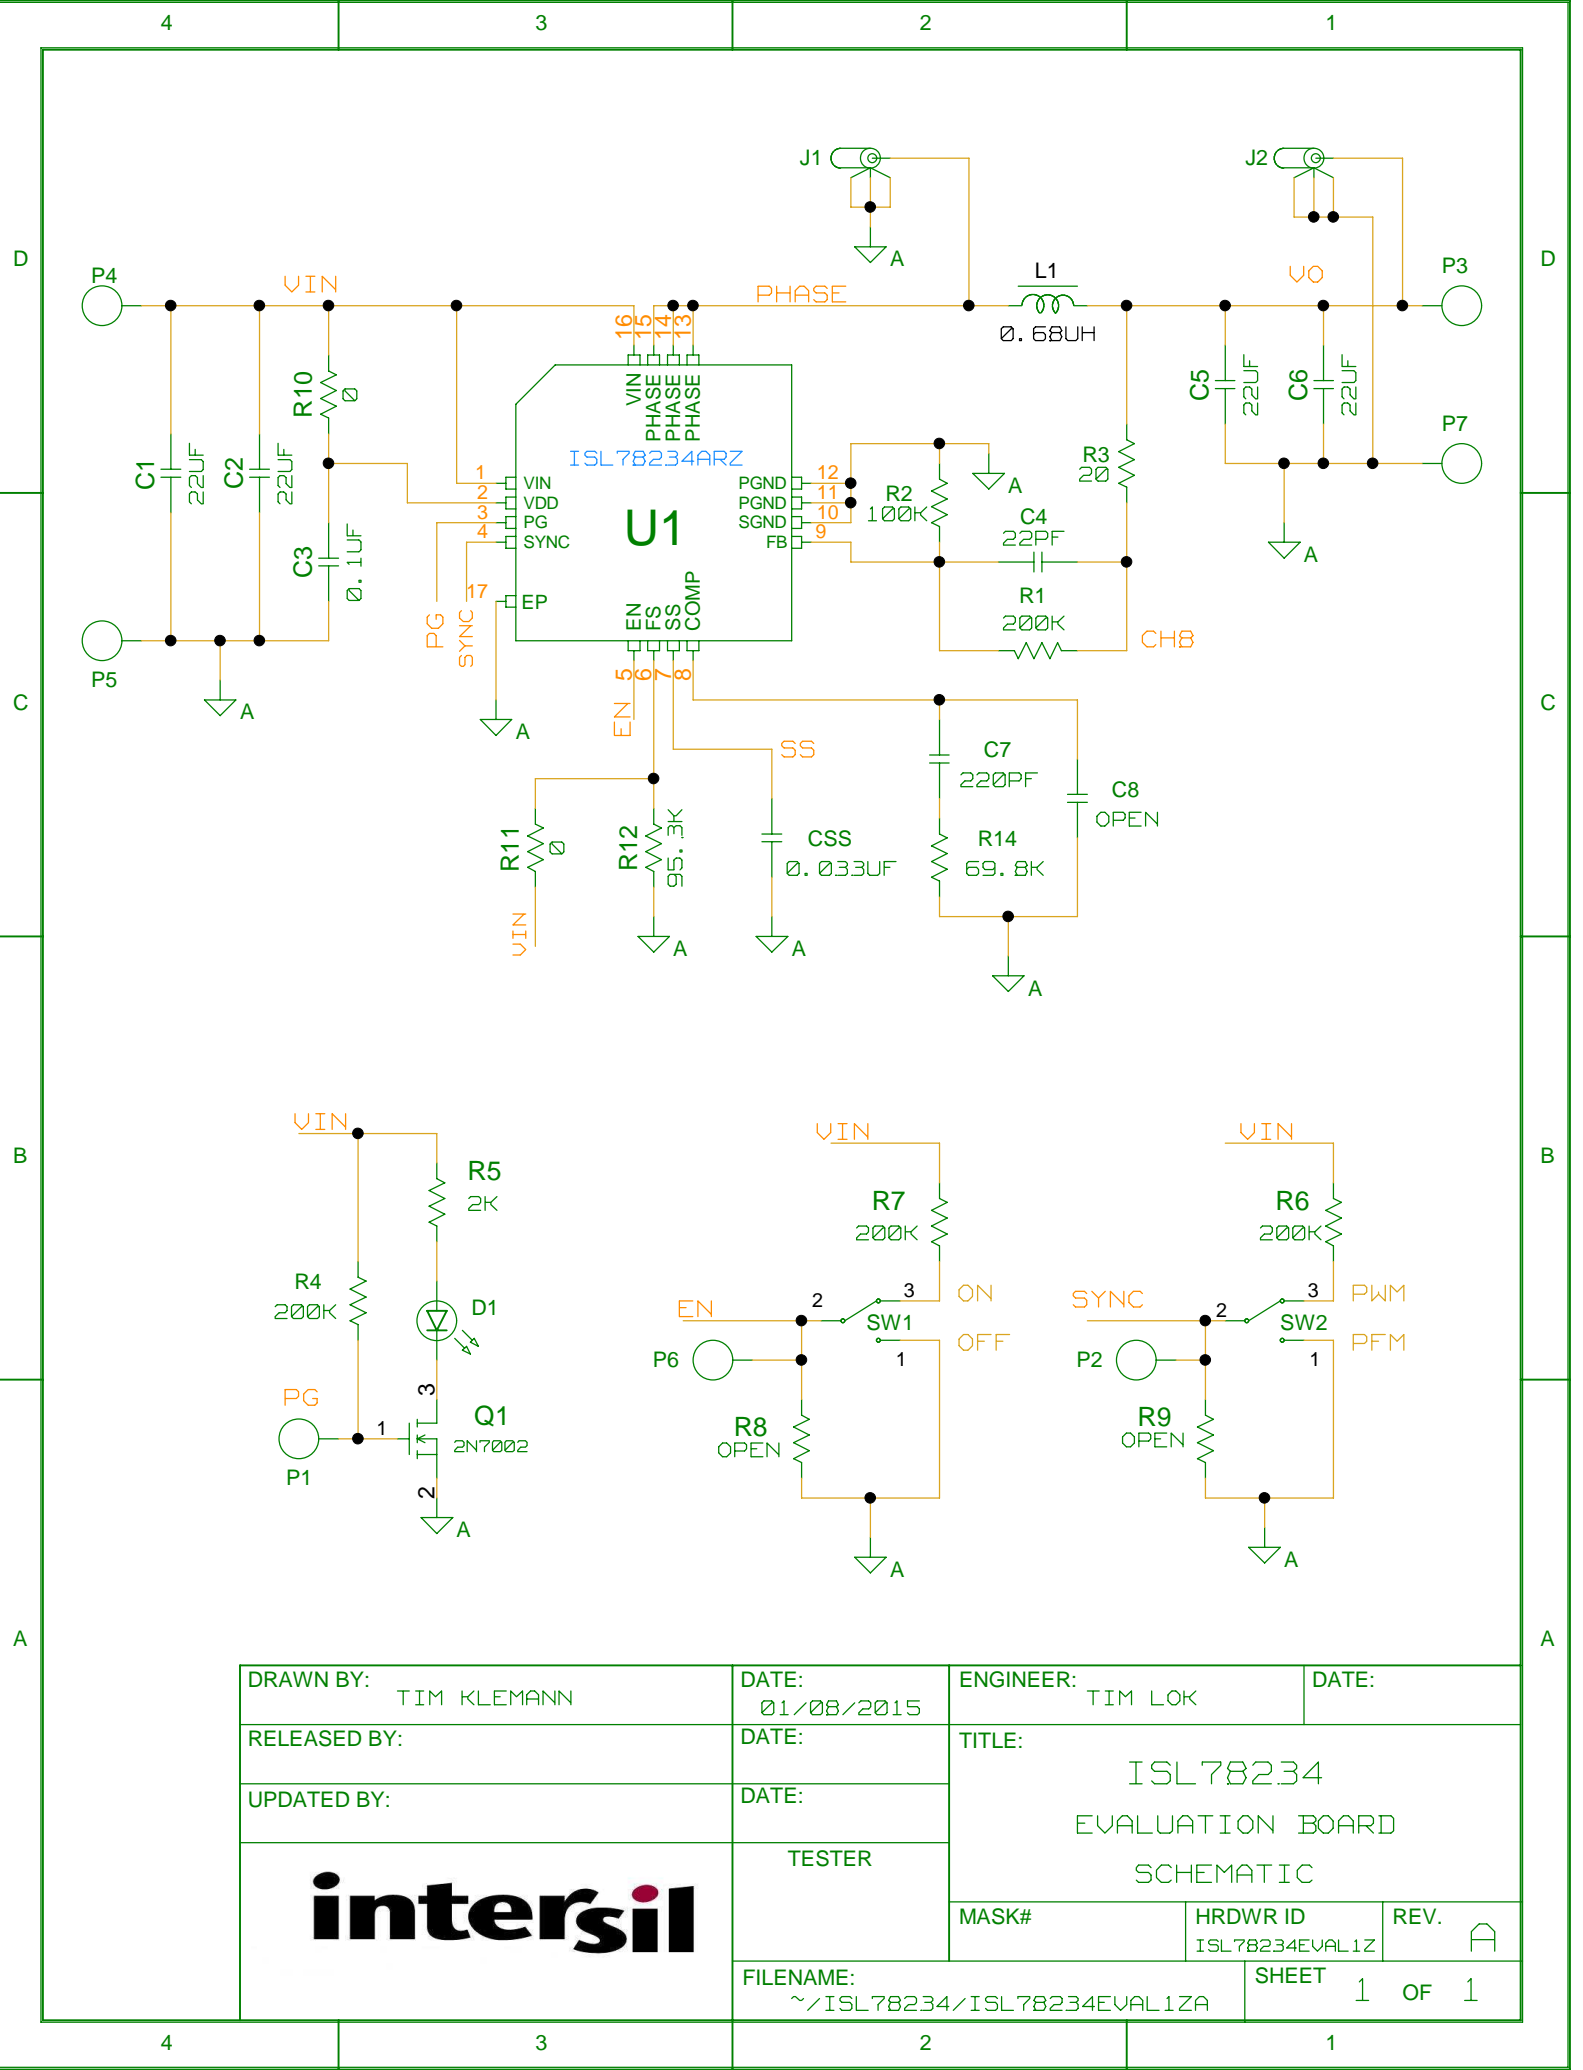 4 3 2 1
D D
C C
B B
A A
J1
A
J2
P4
VIN
PHASE
L1
0.68UH
VO
P3
16 15 14 13
VIN PHASE PHASE PHASE
ISL78234ARZ
U1
R10
0
C1
22UF
C2
22UF
C3
0.1UF
1 VIN
2 VDD
3 PG
4 SYNC
17 EP
PGND 12
PGND 11
SGND 10
FB 9
EN FS SS COMP
5 6 7 8
PG
SYNC
EN
A
R2
100K
A
C4
22PF
R1
200K
R3
20
CH8
C5
22UF
C6
22UF
P7
A
P5
A
SS
R11
0
VIN
R12
95.3K
A
CSS
0.033UF
A
C7
220PF
R14
69.8K
C8
OPEN
A
VIN
R5
2K
R4
200K
D1
PG
P1
1
3
Q1
2N7002
2
A
VIN
R7
200K
EN
2
3
ON
SW1
OFF
1
P6
R8
OPEN
A
VIN
R6
200K
SYNC
2
3
PWM
SW2
PFM
1
P2
R9
OPEN
A
DRAWN BY: TIM KLEMANN
DATE: 01/08/2015
ENGINEER: TIM LOK
DATE:
RELEASED BY:
DATE:
TITLE:
ISL78234
EVALUATION BOARD
SCHEMATIC
UPDATED BY:
DATE:
TESTER
intersil
MASK#
HRDWR ID
ISL78234EVAL1Z
REV.
A
FILENAME:
~/ISL78234/ISL78234EVAL1ZA
SHEET 1 OF 1
4 3 2 1